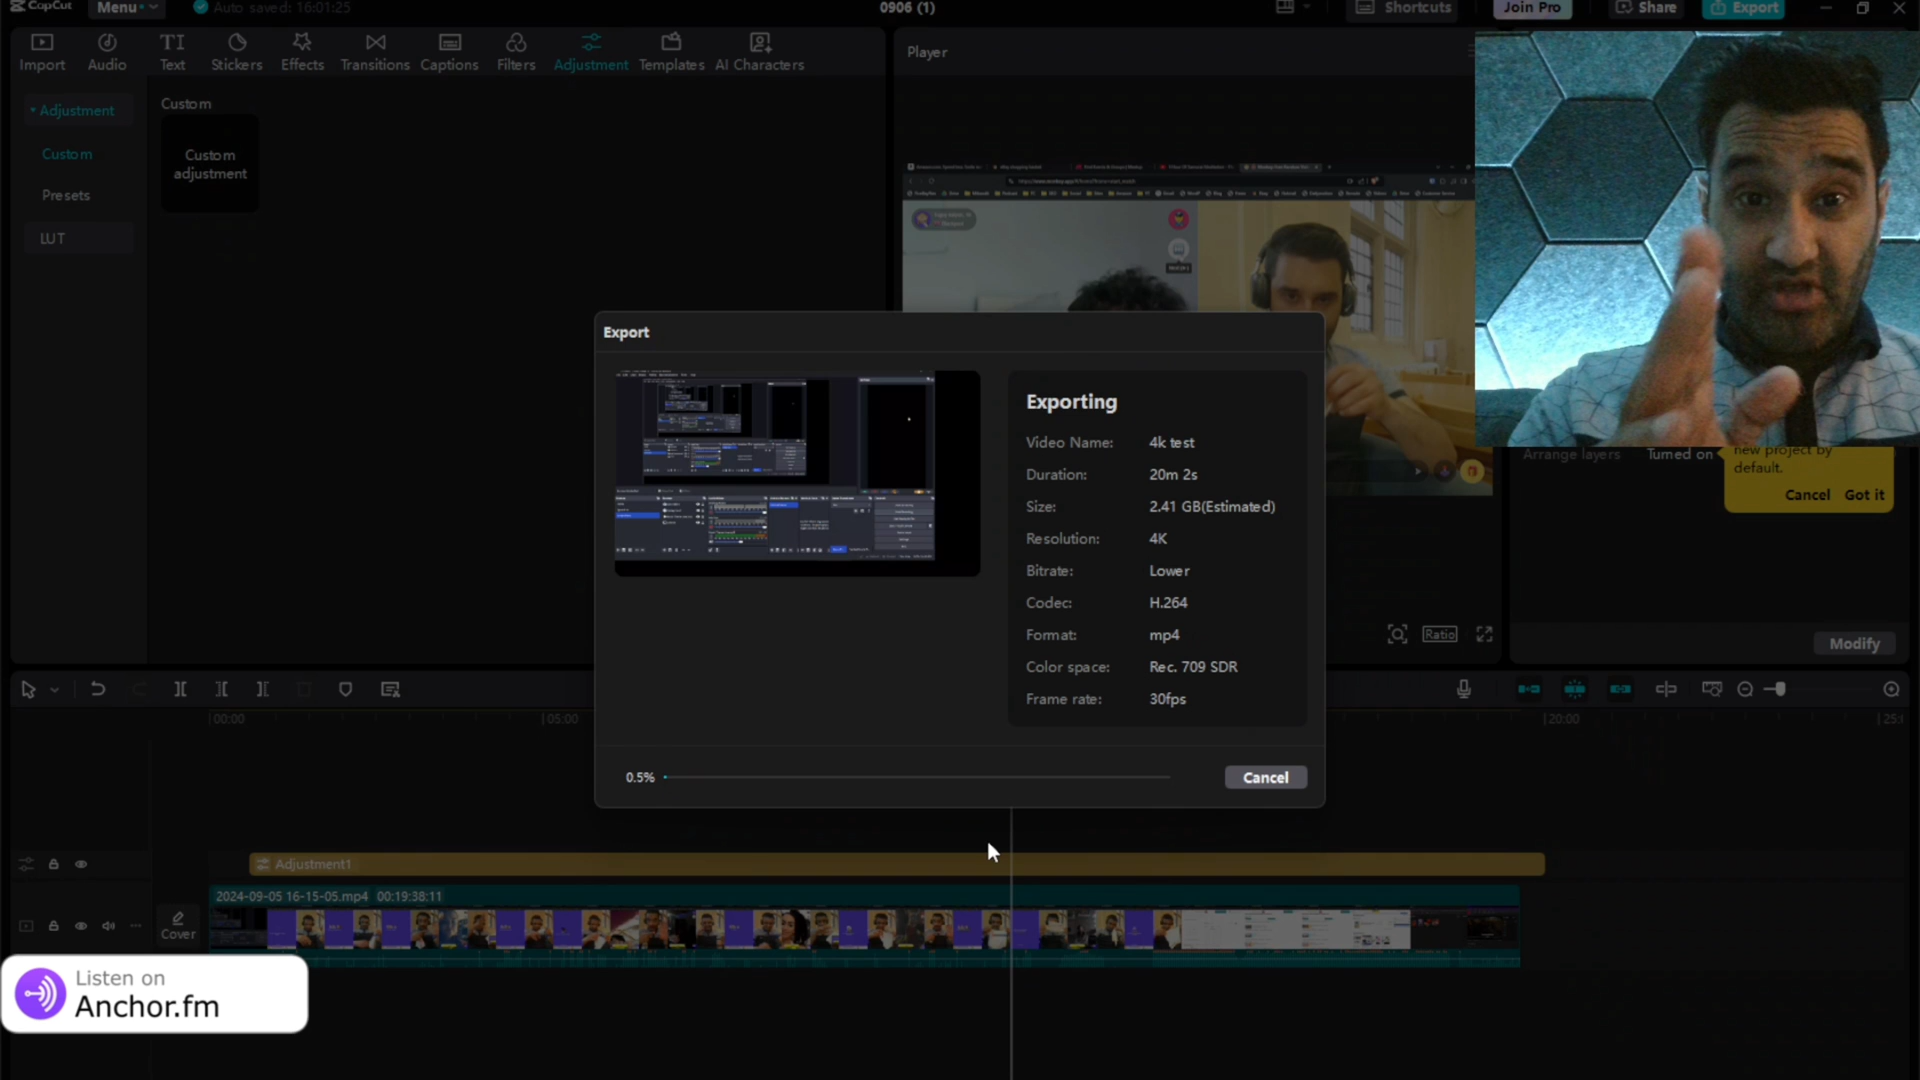 CapCut
Menu
Auto saved: 16:01:25
0906 (1)
Shortcuts
Join Pro
Share
Export
Import
Audio
TI
Text
Stickers
Effects
Transitions
Captions
Filters
Adjustment
Templates
AI Characters
Player
Adjustment
Custom
Presets
LUT
Custom
Custom
adjustment
Export
Exporting
Video Name: 4k test
Duration: 20m 2s
Size: 2.41 GB(Estimated)
Resolution: 4K
Bitrate: Lower
Codec: H.264
Format: mp4
Color space: Rec. 709 SDR
Frame rate: 30fps
0.5%
Cancel
Arrange layers
Turned on
new project by
default.
Cancel Got it
Ratio
Modify
00:00
05:00
20:00
Adjustment1
2024-09-05 16-15-05.mp4 00:19:38:11
Cover
Listen on
Anchor.fm